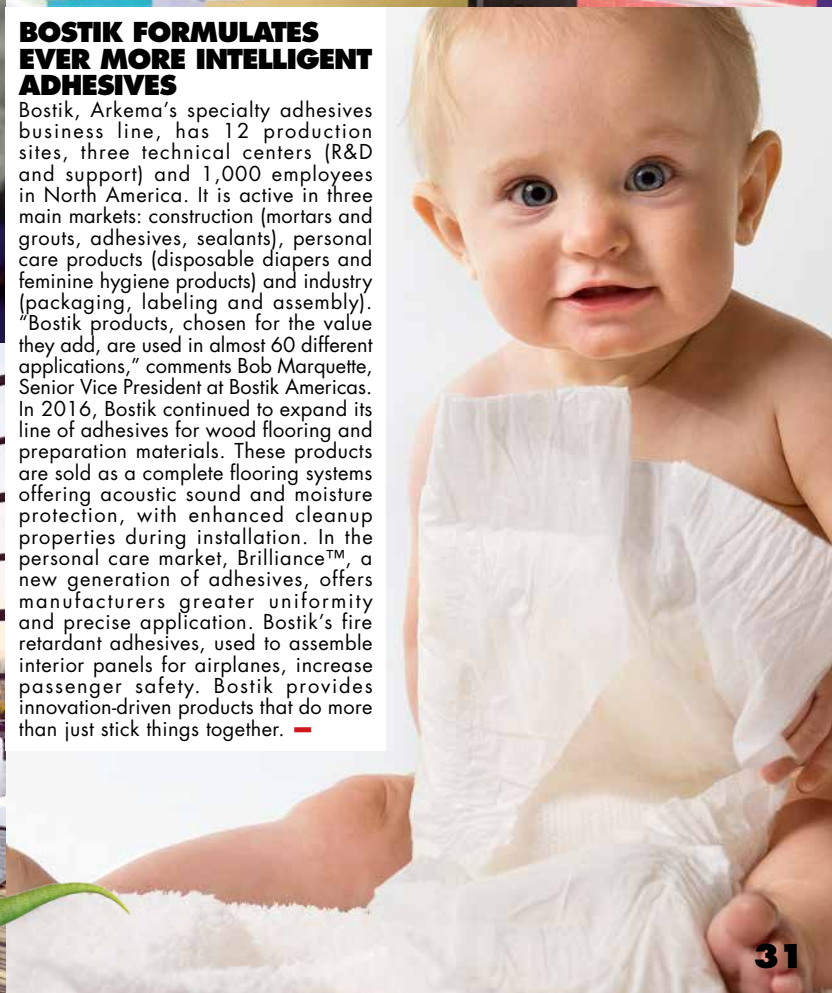 BOSTIK FORMULATES
EVER MORE INTELLIGENT
ADHESIVES
Bostik, Arkema’s specialty adhesives
business line, has 12 production
sites, three technical centers (R&D
and support) and 1,000 employees
in North America. It is active in three
main markets: construction (mortars and
grouts, adhesives, sealants), personal
care products (disposable diapers and
feminine hygiene products) and industry
(packaging, labeling and assembly).
“Bostik products, chosen for the value
they add, are used in almost 60 different
applications,” comments Bob Marquette,
Senior Vice President at Bostik Americas.
In 2016, Bostik continued to expand its
line of adhesives for wood flooring and
preparation materials. These products
are sold as a complete flooring systems
offering acoustic sound and moisture
protection, with enhanced cleanup
properties during installation. In the
personal care market, Brilliance™, a
new generation of adhesives, offers
manufacturers greater uniformity
and precise application. Bostik’s fire
retardant adhesives, used to assemble
interior panels for airplanes, increase
passenger safety. Bostik provides
innovation-driven products that do more
than just stick things together.
31